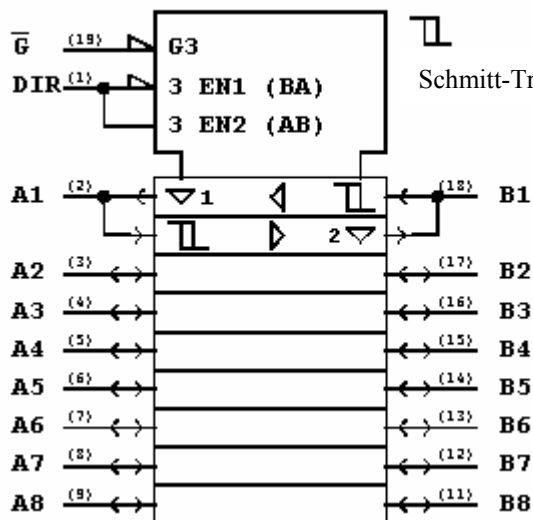 G̅ (19) G3
DIR (1) 3 EN1 (BA)
3 EN2 (AB)
Schmitt-Tr
A1 (2) 1 (18) B1
2
A2 (3) (17) B2
A3 (4) (16) B3
A4 (5) (15) B4
A5 (6) (14) B5
A6 (7) (13) B6
A7 (8) (12) B7
A8 (9) (11) B8